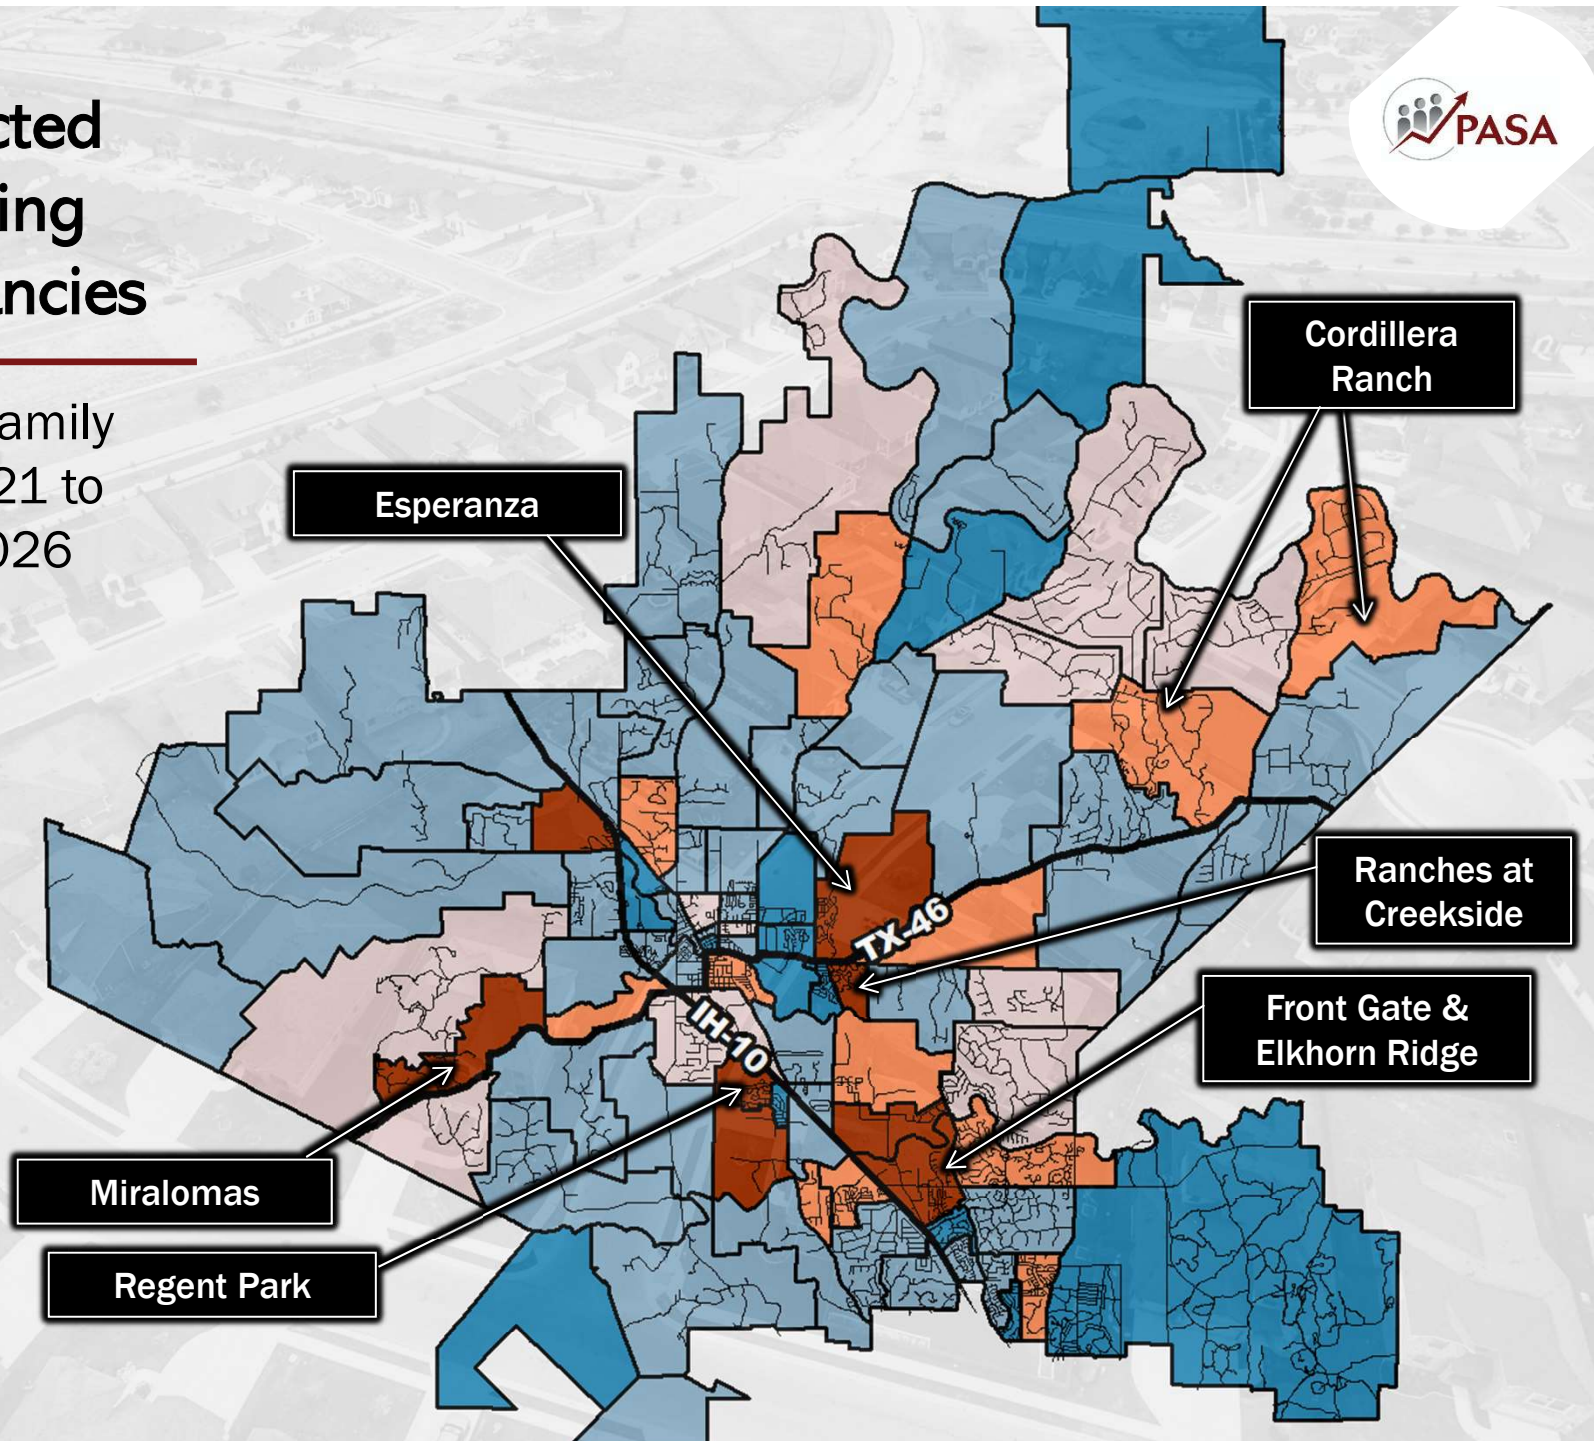 cted
ing
ancies
amily
21 to
026
PASA
Cordillera
Ranch
Esperanza
Ranches at
Creekside
TX-46
Front Gate &
Elkhorn Ridge
IH-10
Miralomas
Regent Park